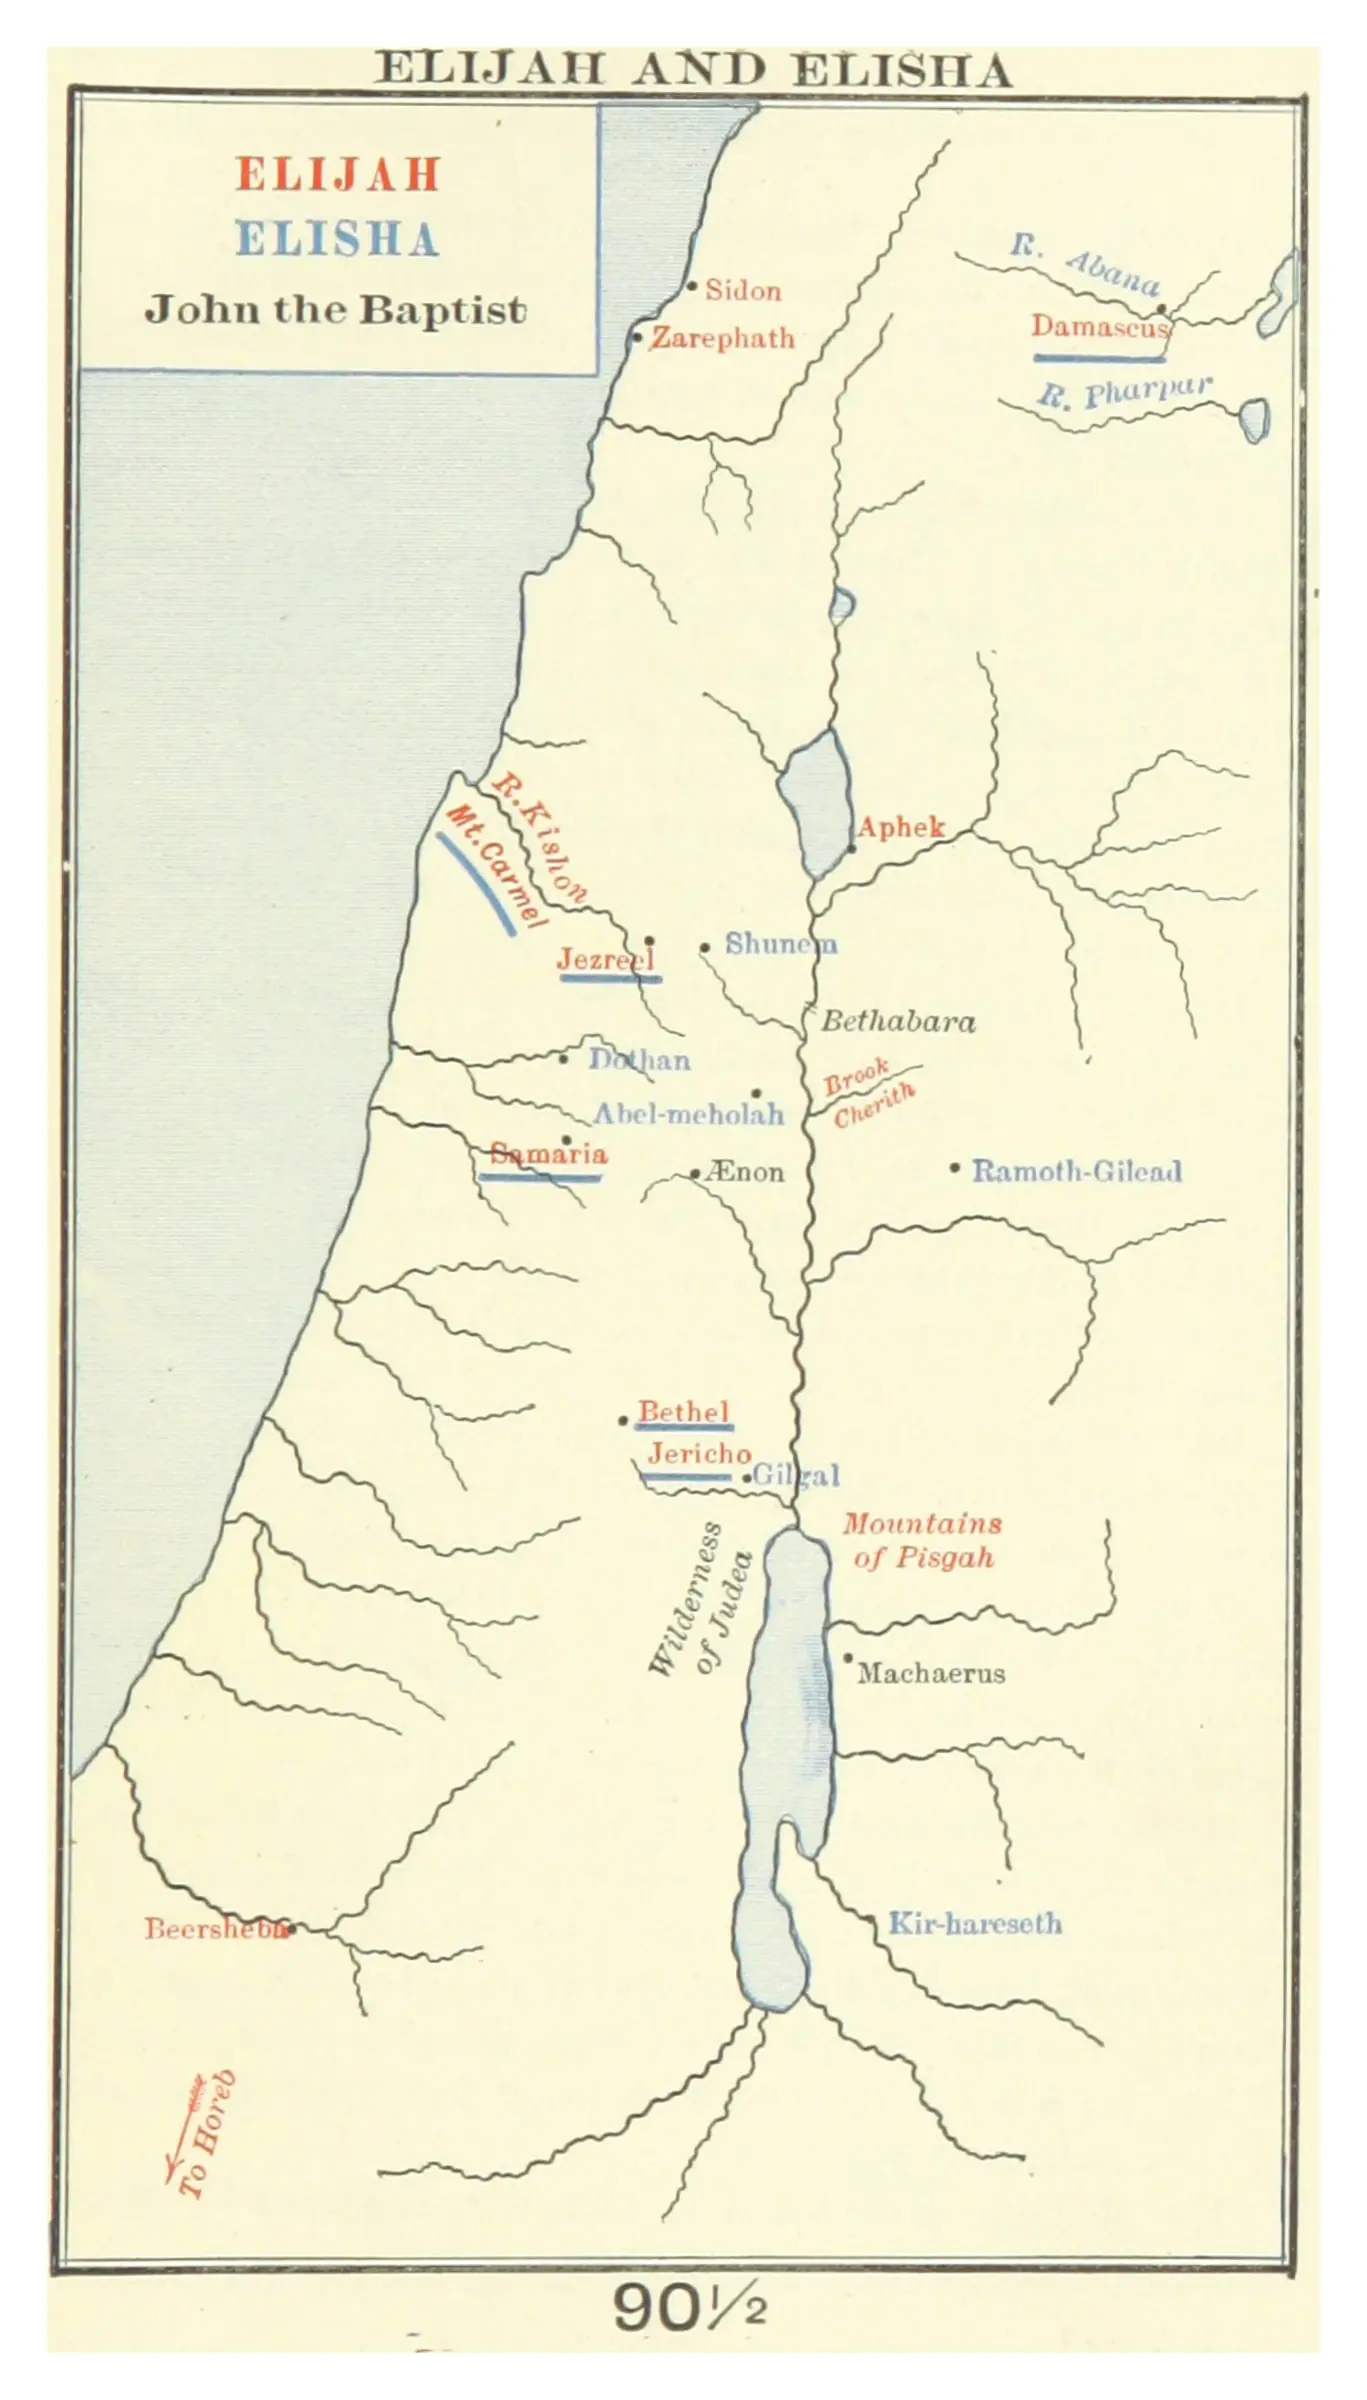 ELIJAH AND ELISHA
ELIJAH
ELISHA
John the Baptist
R. Abana
Sidon
Damascus
Zarephath
R. Pharpar
R. Kishon
Mt. Carmel
Aphek
Shunem
Jezreel
Bethabara
Dothan
Brook
Cherith
Abel-meholah
Samaria
Ænon
Ramoth-Gilead
Bethel
Jericho
Gilgal
Mountains
of Pisgah
Wilderness
of Judea
Machaerus
Kir-hareseth
Beersheba
To Horeb
90½